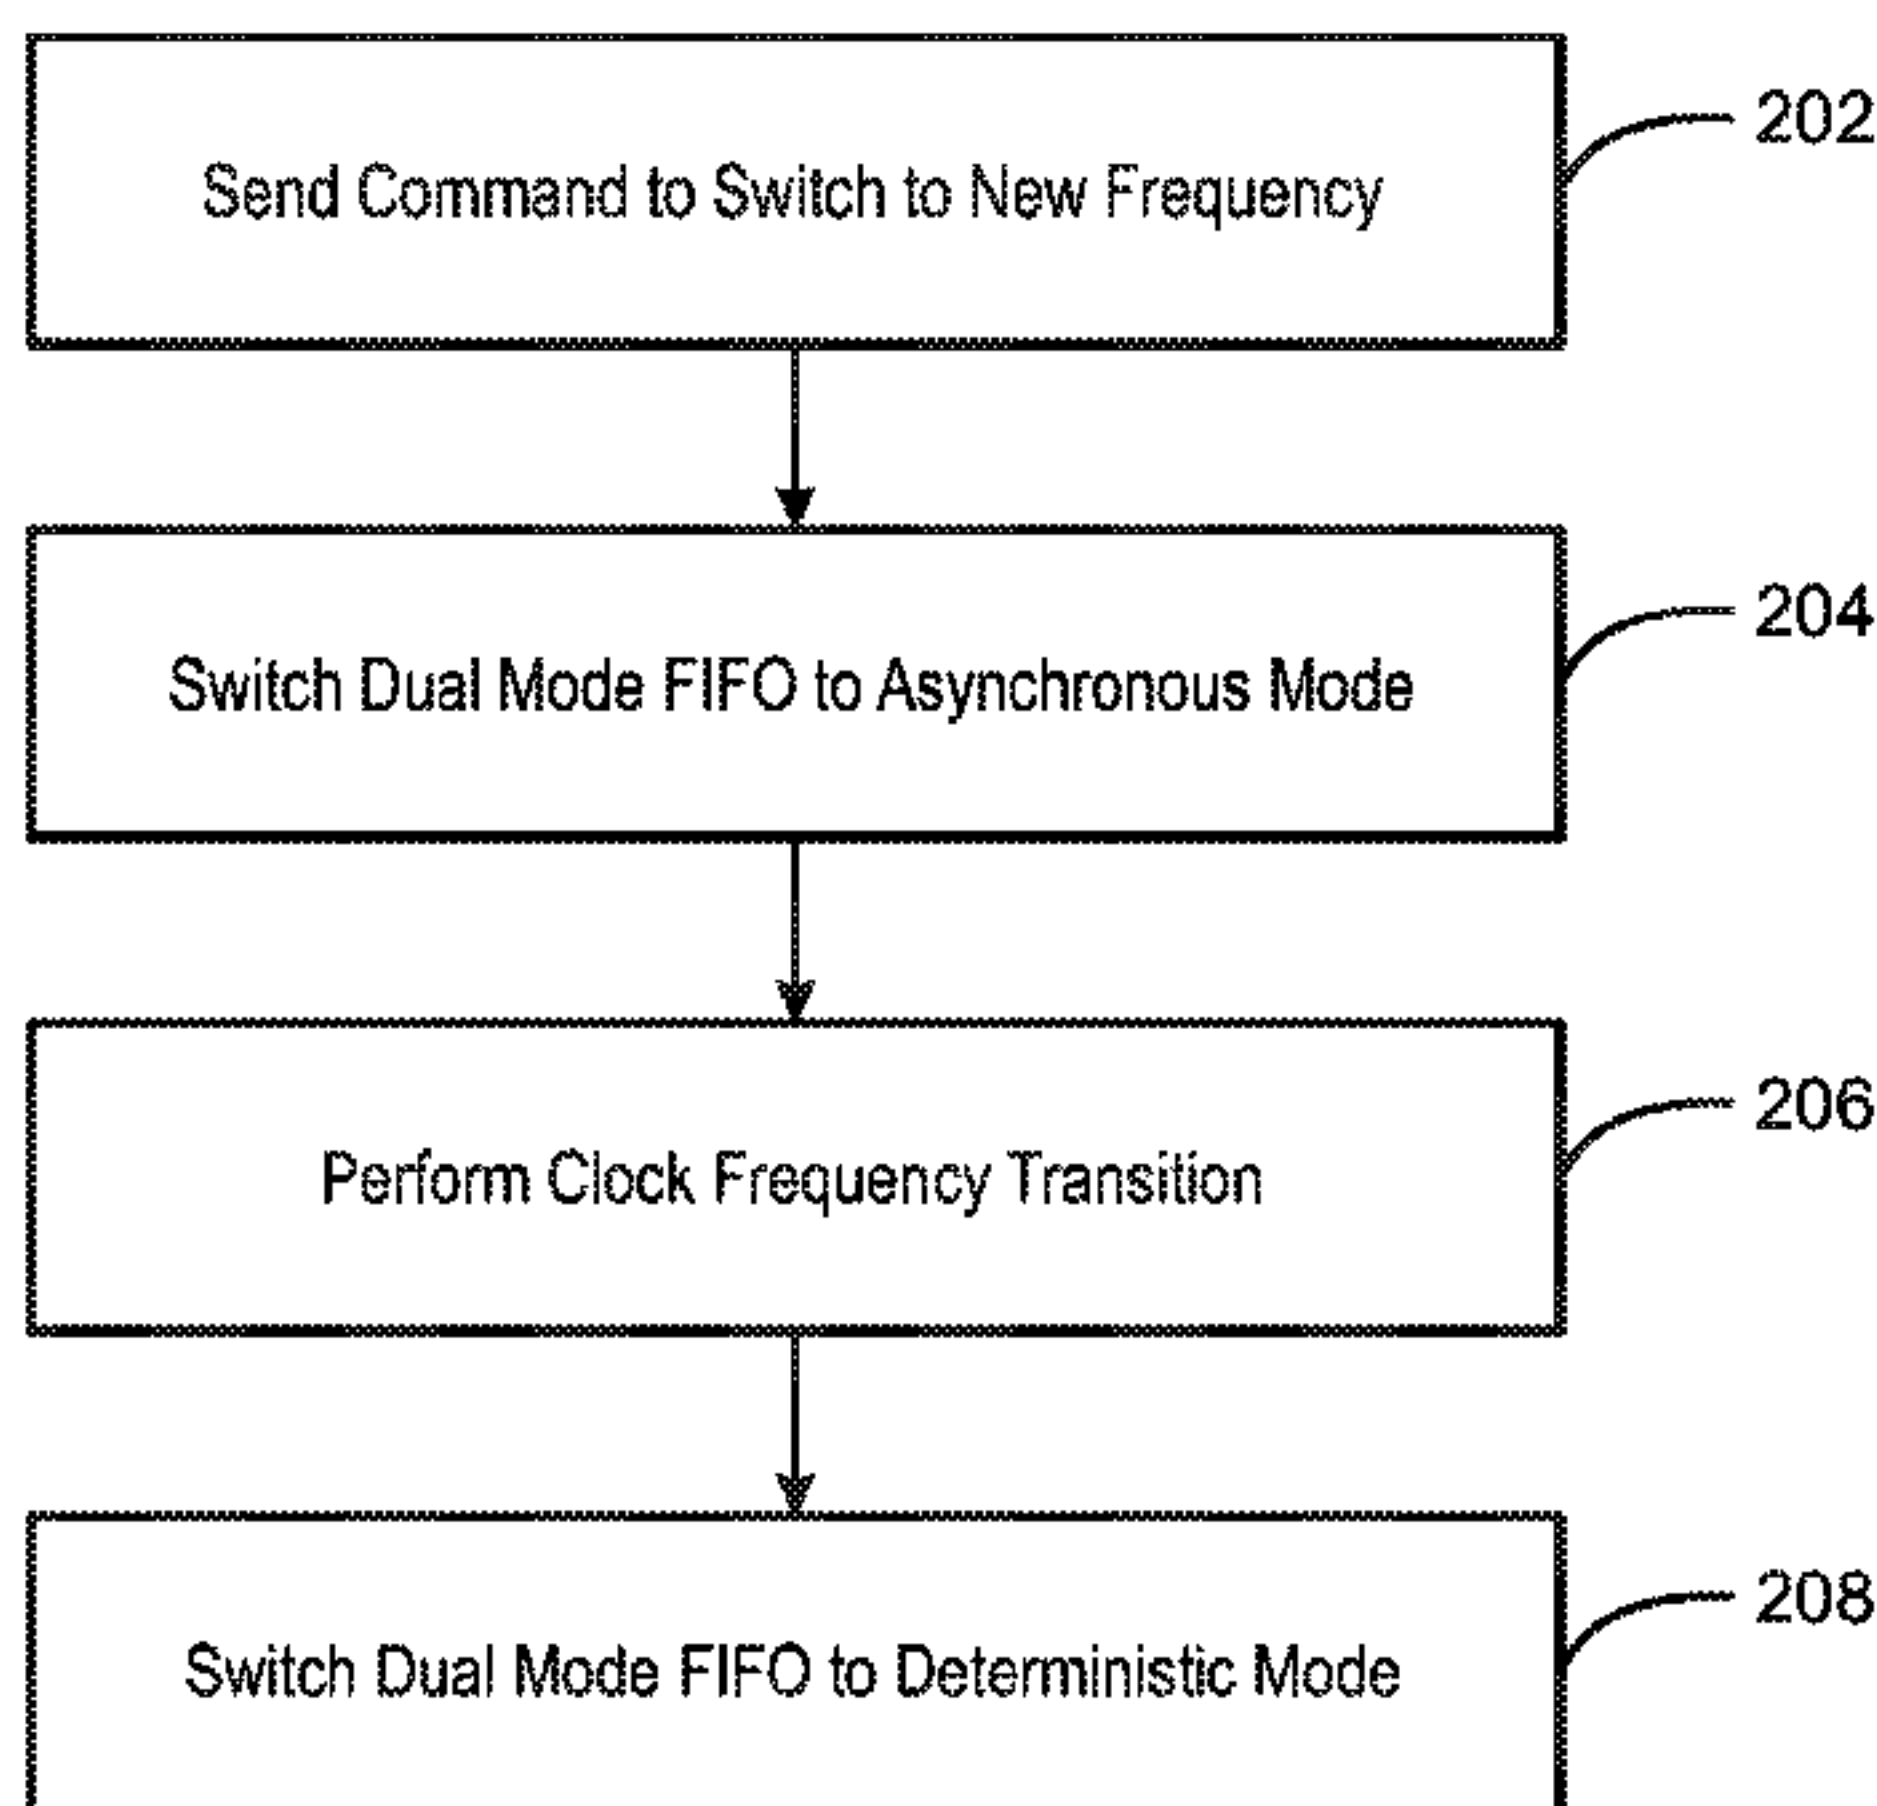 Send Command to Switch to New Frequency
202
Switch Dual Mode FIFO to Asynchronous Mode
204
Perform Clock Frequency Transition
206
Switch Dual Mode FIFO to Deterministic Mode
208